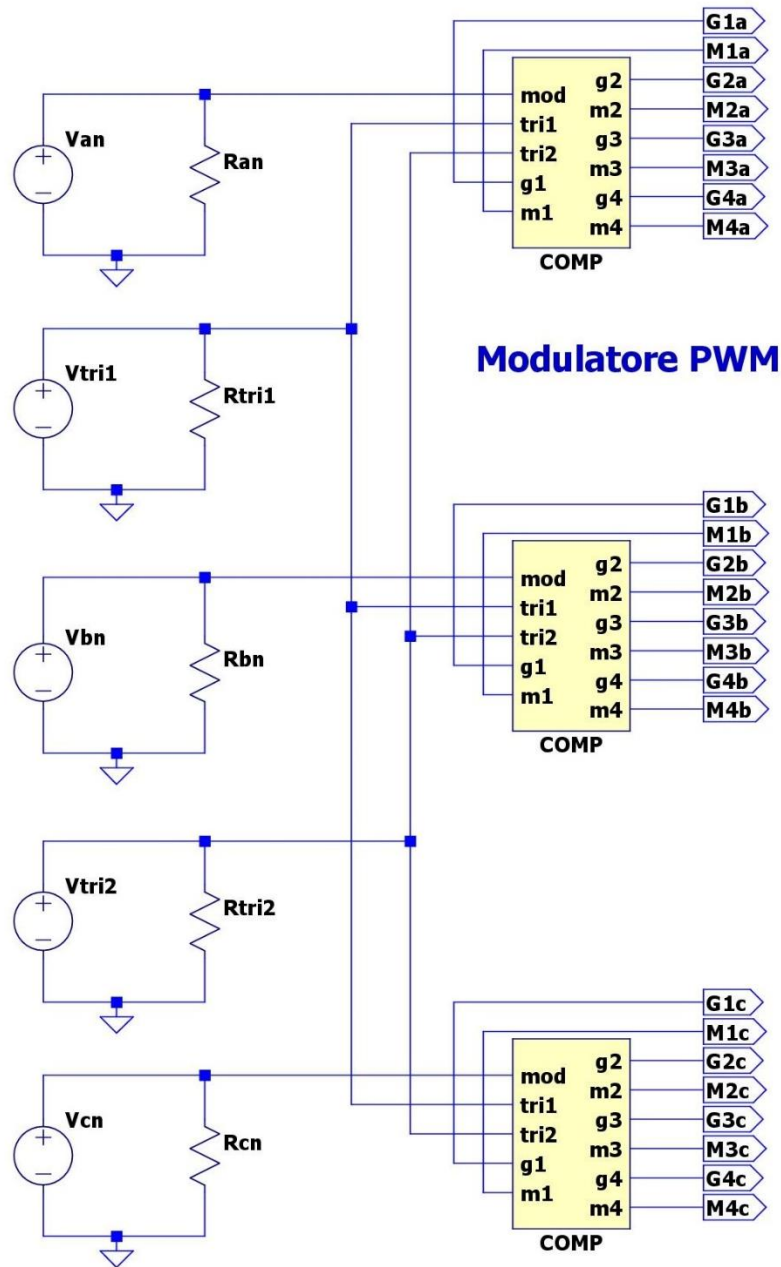 G1a
M1a
g2 G2a
mod
m2 M2a
Van
tri1
g3 G3a
Ran
tri2
m3 M3a
g1
g4 G4a
m1
m4 M4a
COMP
Vtri1
Rtri1
Modulatore PWM
G1b
M1b
g2 G2b
mod
m2 M2b
tri1
g3 G3b
Vbn
Rbn
tri2
m3 M3b
g1
g4 G4b
m1
m4 M4b
COMP
Vtri2
Rtri2
G1c
M1c
g2 G2c
mod
m2 M2c
tri1
g3 G3c
Vcn
Rcn
tri2
m3 M3c
g1
g4 G4c
m1
m4 M4c
COMP